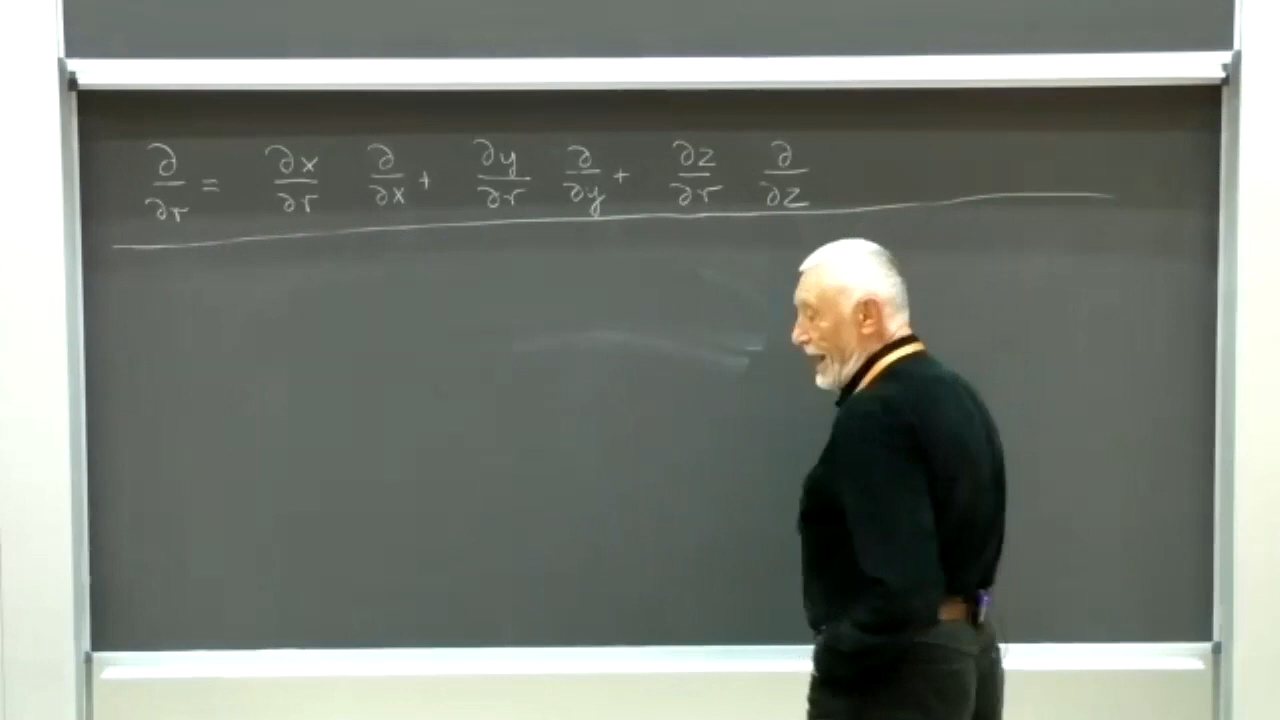 ∂/∂r = ∂x/∂r ∂/∂x + ∂y/∂r ∂/∂y + ∂z/∂r ∂/∂z